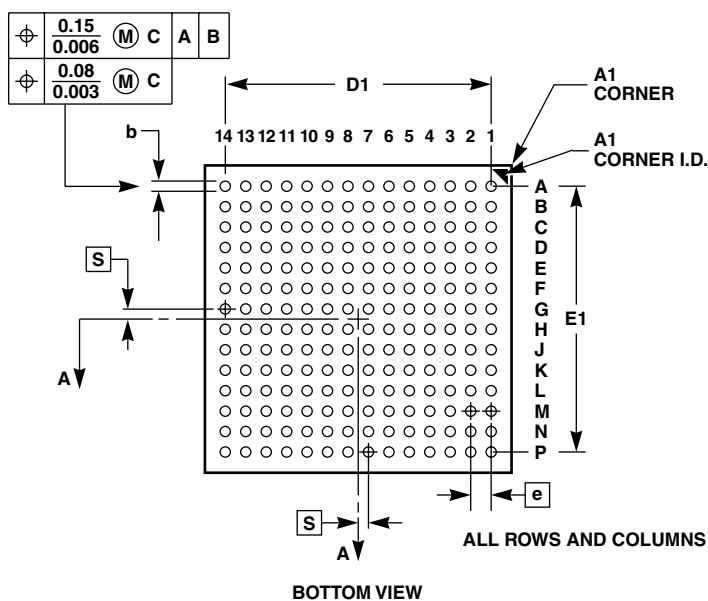 0.15
0.006 Ⓜ C A B
0.08
0.003 Ⓜ C
D1
A1
CORNER
b
14 13 12 11 10 9 8 7 6 5 4 3 2 1
A1
CORNER I.D.
A
B
C
D
E
F
G
H
J
K
L
M
N
P
S
E1
A
e
S
A
ALL ROWS AND COLUMNS
BOTTOM VIEW